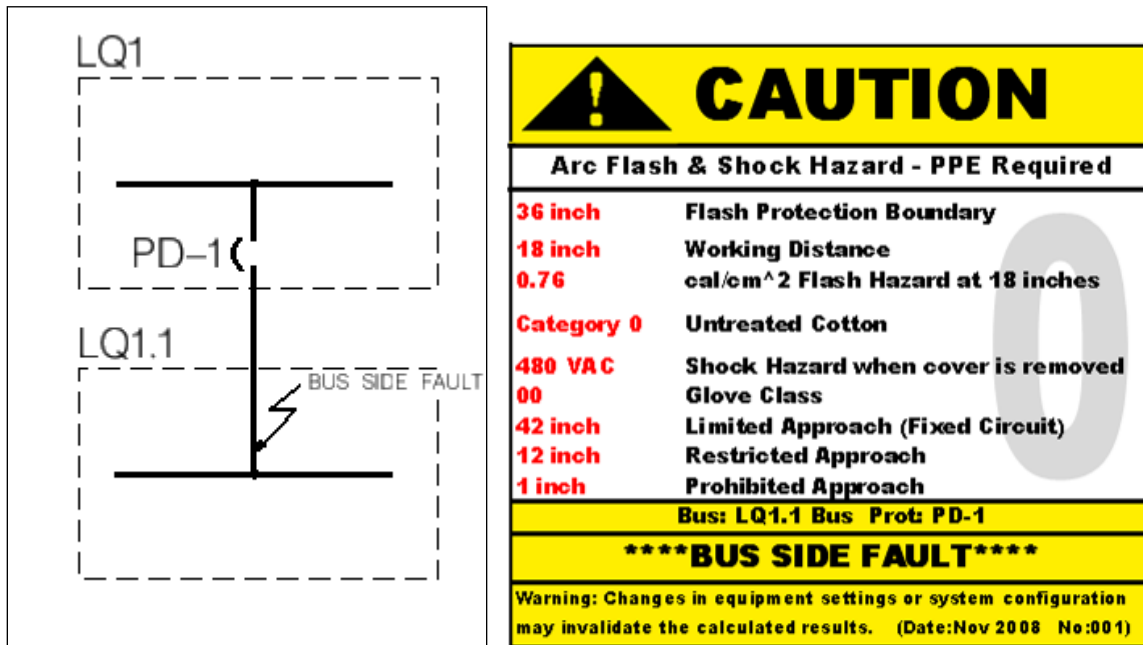 LQ1
PD-1
LQ1.1
BUS SIDE FAULT
! CAUTION
Arc Flash & Shock Hazard - PPE Required
36 inch Flash Protection Boundary
18 inch Working Distance
0.76 cal/cm^2 Flash Hazard at 18 inches
Category 0 Untreated Cotton
480 VAC Shock Hazard when cover is removed
00 Glove Class
42 inch Limited Approach (Fixed Circuit)
12 inch Restricted Approach
1 inch Prohibited Approach
0
Bus: LQ1.1 Bus Prot: PD-1
****BUS SIDE FAULT****
Warning: Changes in equipment settings or system configuration
may invalidate the calculated results. (Date:Nov 2008 No:001)